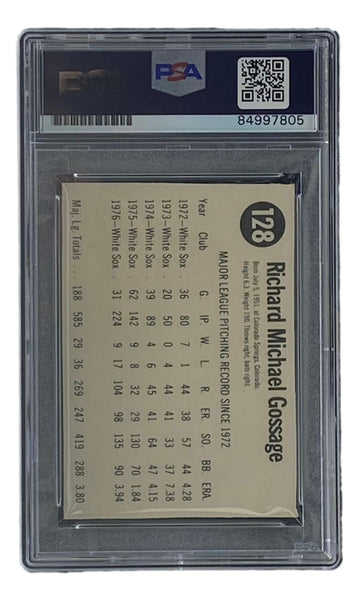 PSA
84997805
128
Richard Michael Gossage
Born July 5, 1951, at Colorado Springs, Colorado.
Height 6.3. Weight 190. Throws right, bats right.
MAJOR LEAGUE PITCHING RECORD SINCE 1972
Year Club G. IP W L R. ER. SO BB ERA.
1972-White Sox . 36 80 7 1 44 38 57 44 4.28
1973-White Sox . 20 50 0 4 44 41 33 37 7.38
1974-White Sox . 39 89 4 6 45 41 64 47 4.15
1975-White Sox . 62 142 9 8 32 29 130 70 1.84
1976-White Sox . 31 224 9 17 104 98 135 90 3.94
Maj. Lg. Totals . . . 188 585 29 36 269 247 419 288 3.80